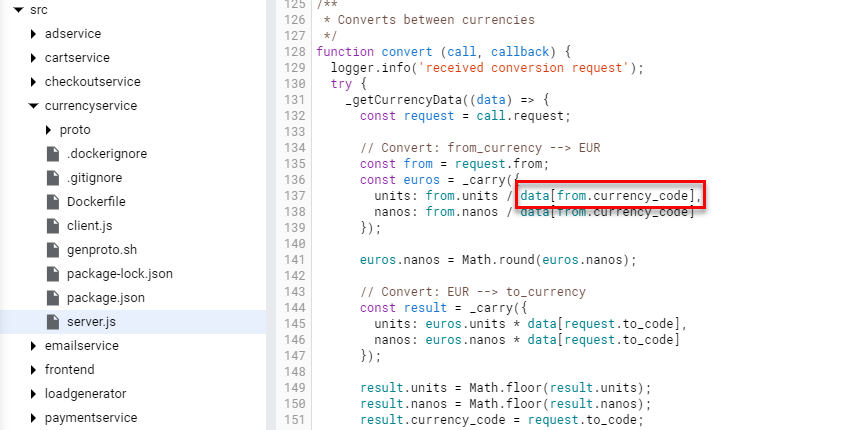 src
adservice
cartservice
checkoutservice
currencyservice
proto
.dockerignore
.gitignore
Dockerfile
client.js
genproto.sh
package-lock.json
package.json
server.js
emailservice
frontend
loadgenerator
paymentservice
125 /**
126  * Converts between currencies
127  */
128 function convert (call, callback) {
129   logger.info('received conversion request');
130   try {
131     _getCurrencyData((data) => {
132       const request = call.request;
133
134       // Convert: from_currency --> EUR
135       const from = request.from;
136       const euros = _carry({
137         units: from.units / data[from.currency_code],
138         nanos: from.nanos / data[from.currency_code]
139       });
140
141       euros.nanos = Math.round(euros.nanos);
142
143       // Convert: EUR --> to_currency
144       const result = _carry({
145         units: euros.units * data[request.to_code],
146         nanos: euros.nanos * data[request.to_code]
147       });
148
149       result.units = Math.floor(result.units);
150       result.nanos = Math.floor(result.nanos);
151       result.currency_code = request.to_code;